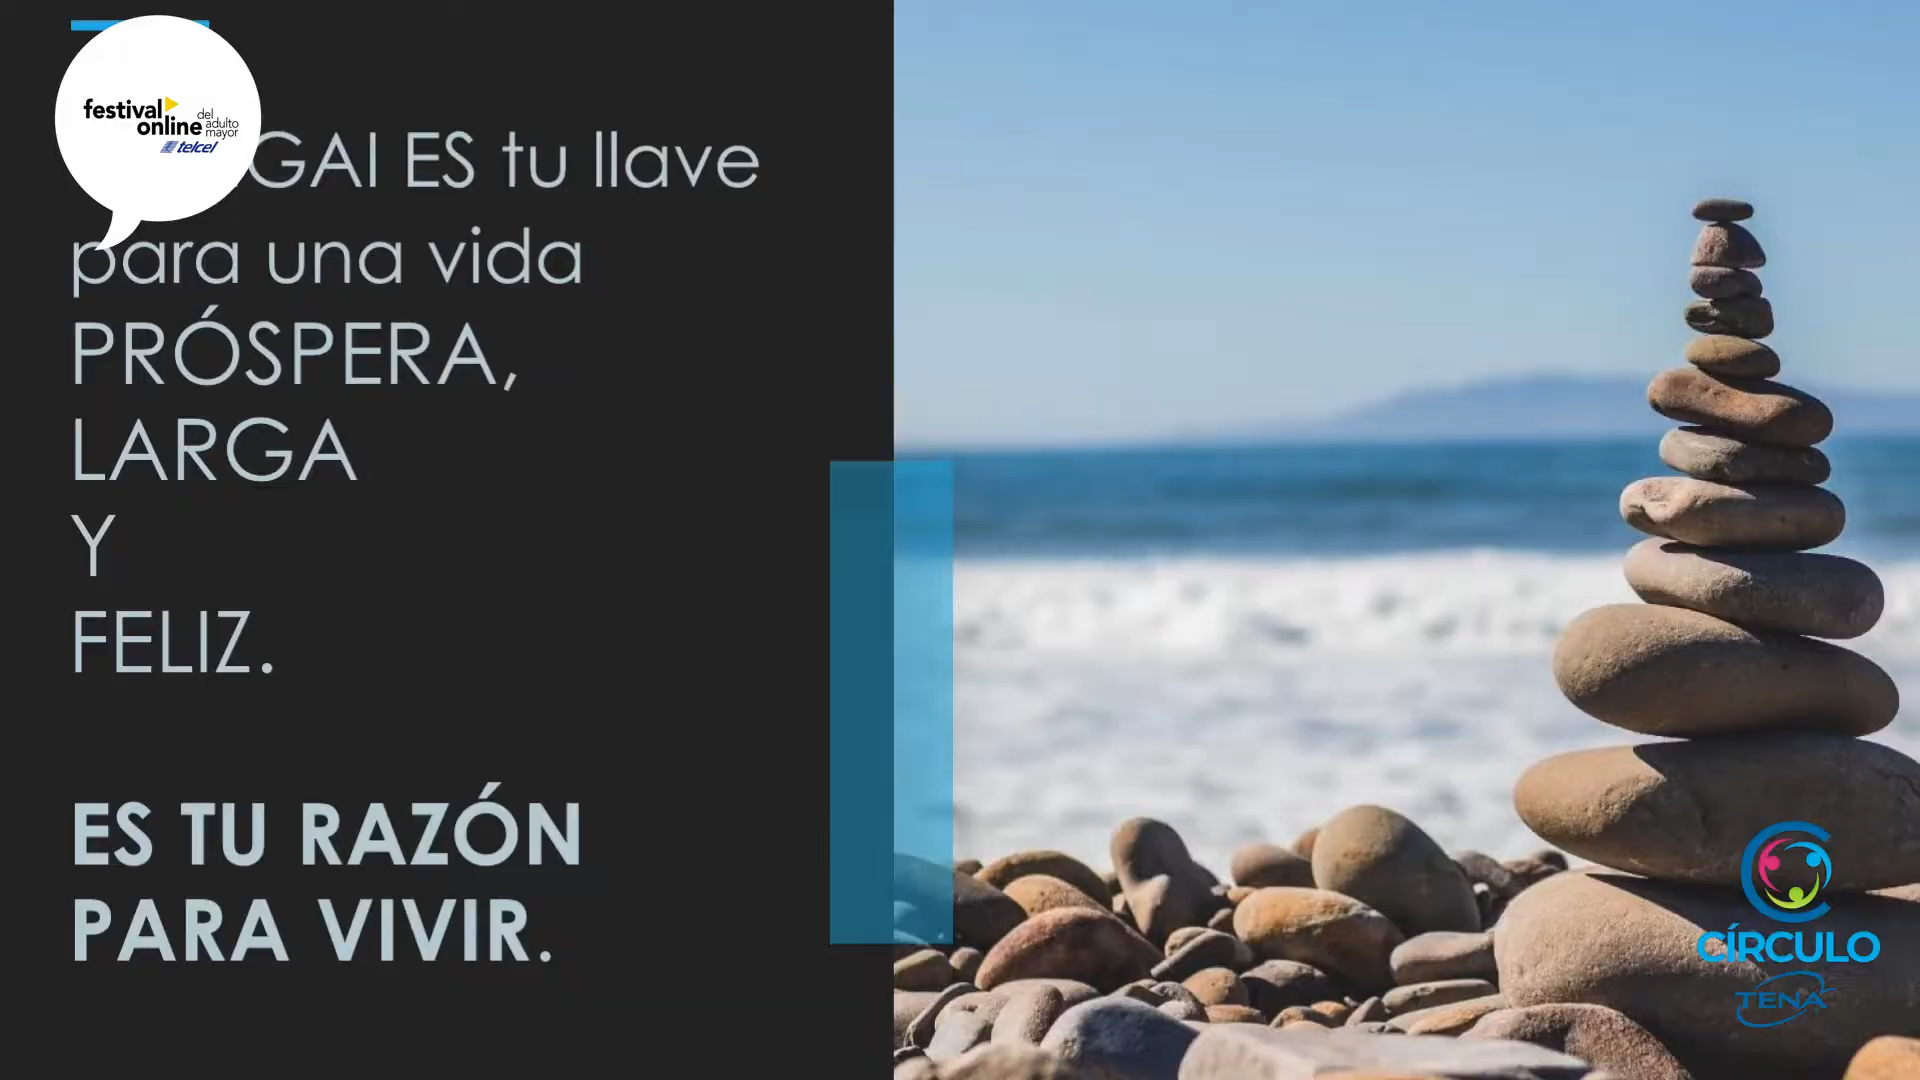 festival
online
del
adulto
mayor
telcel
GAI ES tu llave
para una vida
PRÓSPERA,
LARGA
Y
FELIZ.
ES TU RAZÓN
PARA VIVIR.
CÍRCULO
TENA